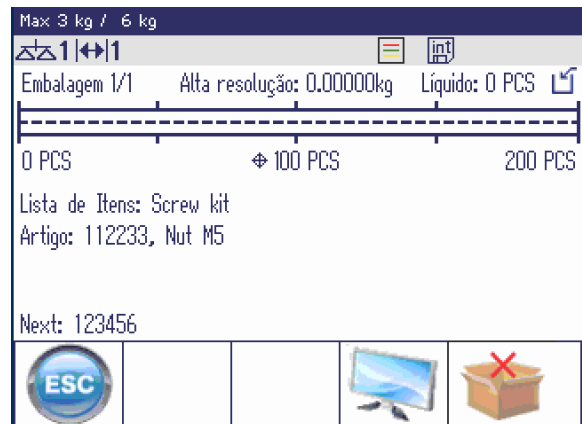 Max 3 kg / 6 kg
1 1 int
Embalagem 1/1 Alta resolução: 0.00000kg Líquido: 0 PCS
0 PCS 100 PCS 200 PCS
Lista de Itens: Screw kit
Artigo: 112233, Nut M5
Next: 123456
ESC